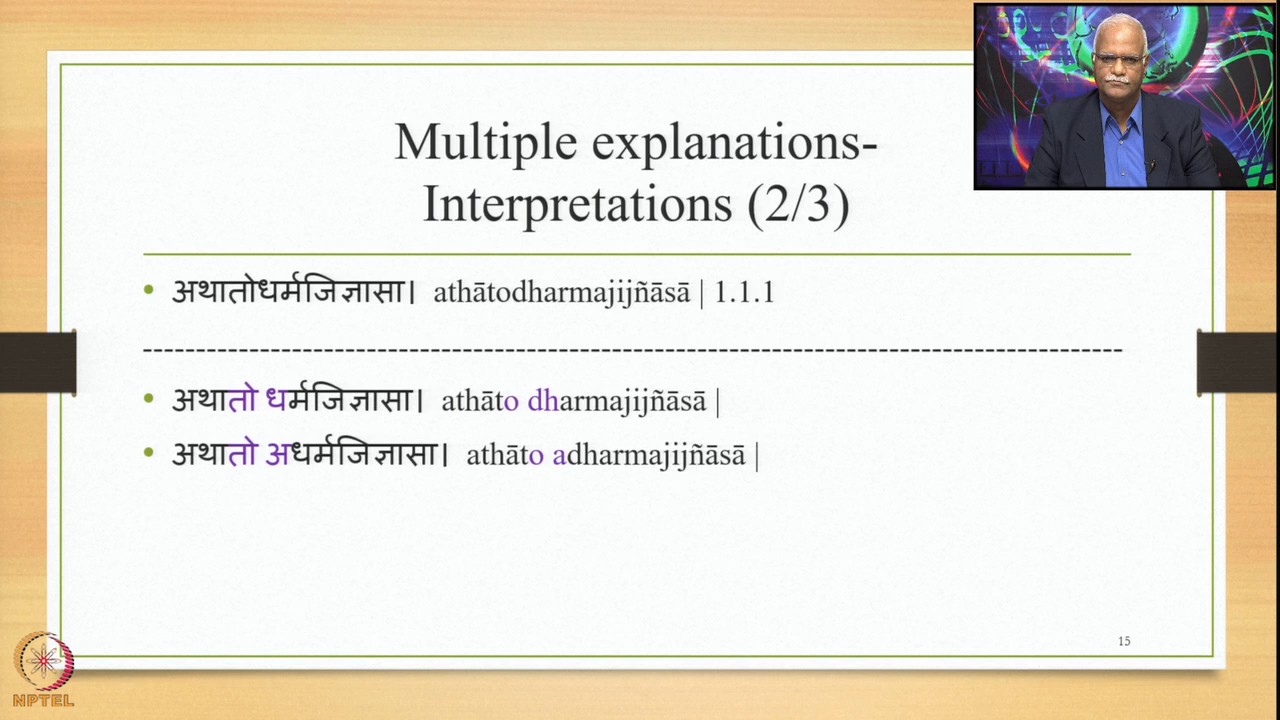 Multiple explanations-
Interpretations (2/3)
• अथातोधर्मजिज्ञासा। athātodharmajijñāsā | 1.1.1
---------------------------------------------------------------------------------------------
• अथातो धर्मजिज्ञासा। athāto dharmajijñāsā |
• अथातो अधर्मजिज्ञासा। athāto adharmajijñāsā |
15
NPTEL